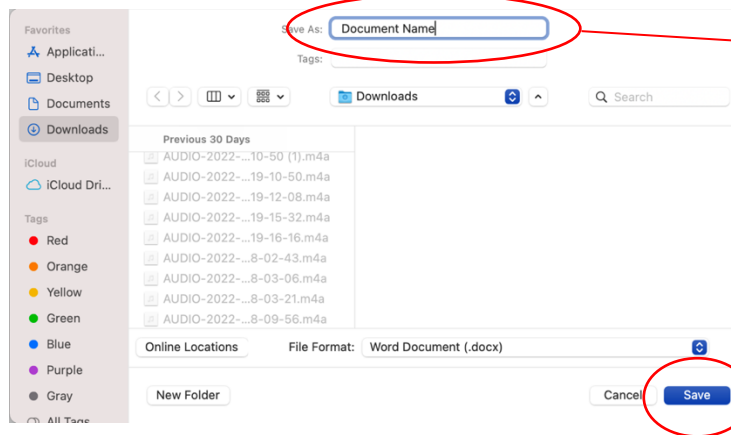 Favorites
Applicati...
Desktop
Documents
Downloads
iCloud
iCloud Dri...
Tags
Red
Orange
Yellow
Green
Blue
Purple
Gray
All Tags
Save As: Document Name
Tags:
Downloads
Search
Previous 30 Days
AUDIO-2022-...10-50 (1).m4a
AUDIO-2022-...19-10-50.m4a
AUDIO-2022-...19-12-08.m4a
AUDIO-2022-...19-15-32.m4a
AUDIO-2022-...19-16-16.m4a
AUDIO-2022-...8-02-43.m4a
AUDIO-2022-...8-03-06.m4a
AUDIO-2022-...8-03-21.m4a
AUDIO-2022-...8-09-56.m4a
Online Locations
File Format: Word Document (.docx)
New Folder
Cancel
Save